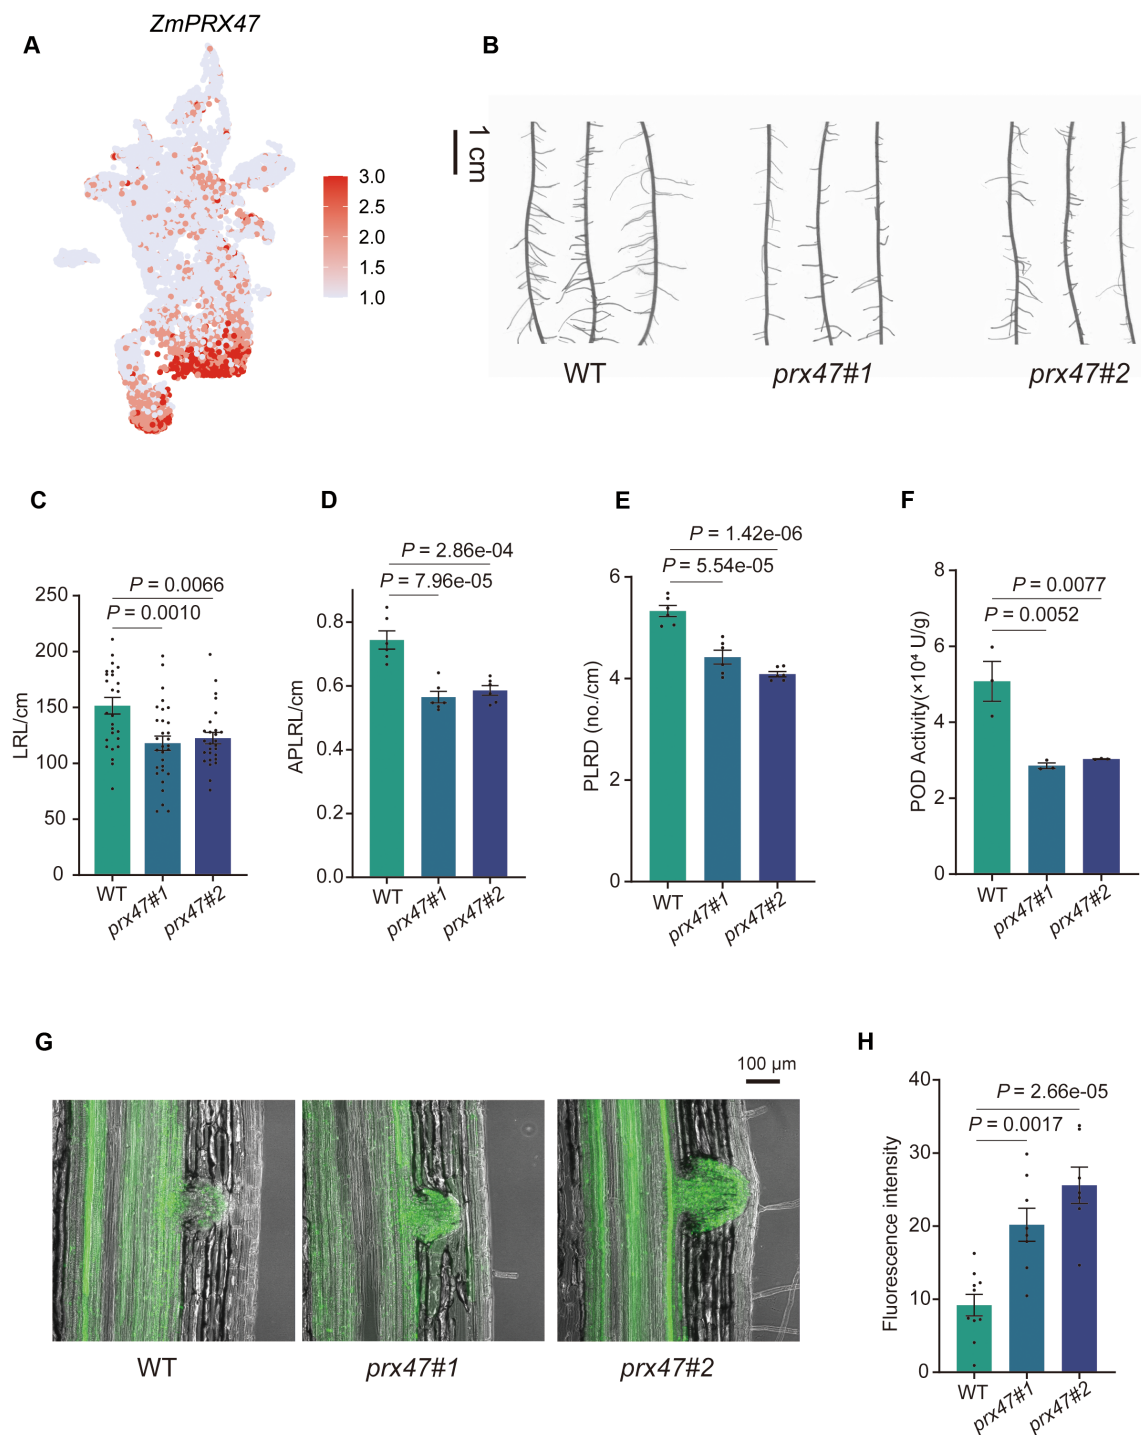 A
ZmPRX47
3.0
2.5
2.0
1.5
1.0
B
1 cm
WT
prx47#1
prx47#2
C
P = 0.0066
P = 0.0010
LRL/cm
250
200
150
100
50
0
WT
prx47#1
prx47#2
D
P = 2.86e-04
P = 7.96e-05
APLRL/cm
0.8
0.6
0.4
0.2
0.0
WT
prx47#1
prx47#2
E
P = 1.42e-06
P = 5.54e-05
PLRD (no./cm)
6
4
2
0
WT
prx47#1
prx47#2
F
P = 0.0077
P = 0.0052
POD Activity(×10⁴ U/g)
8
6
4
2
0
WT
prx47#1
prx47#2
G
100 μm
WT
prx47#1
prx47#2
H
P = 2.66e-05
P = 0.0017
Fluorescence intensity
40
30
20
10
0
WT
prx47#1
prx47#2